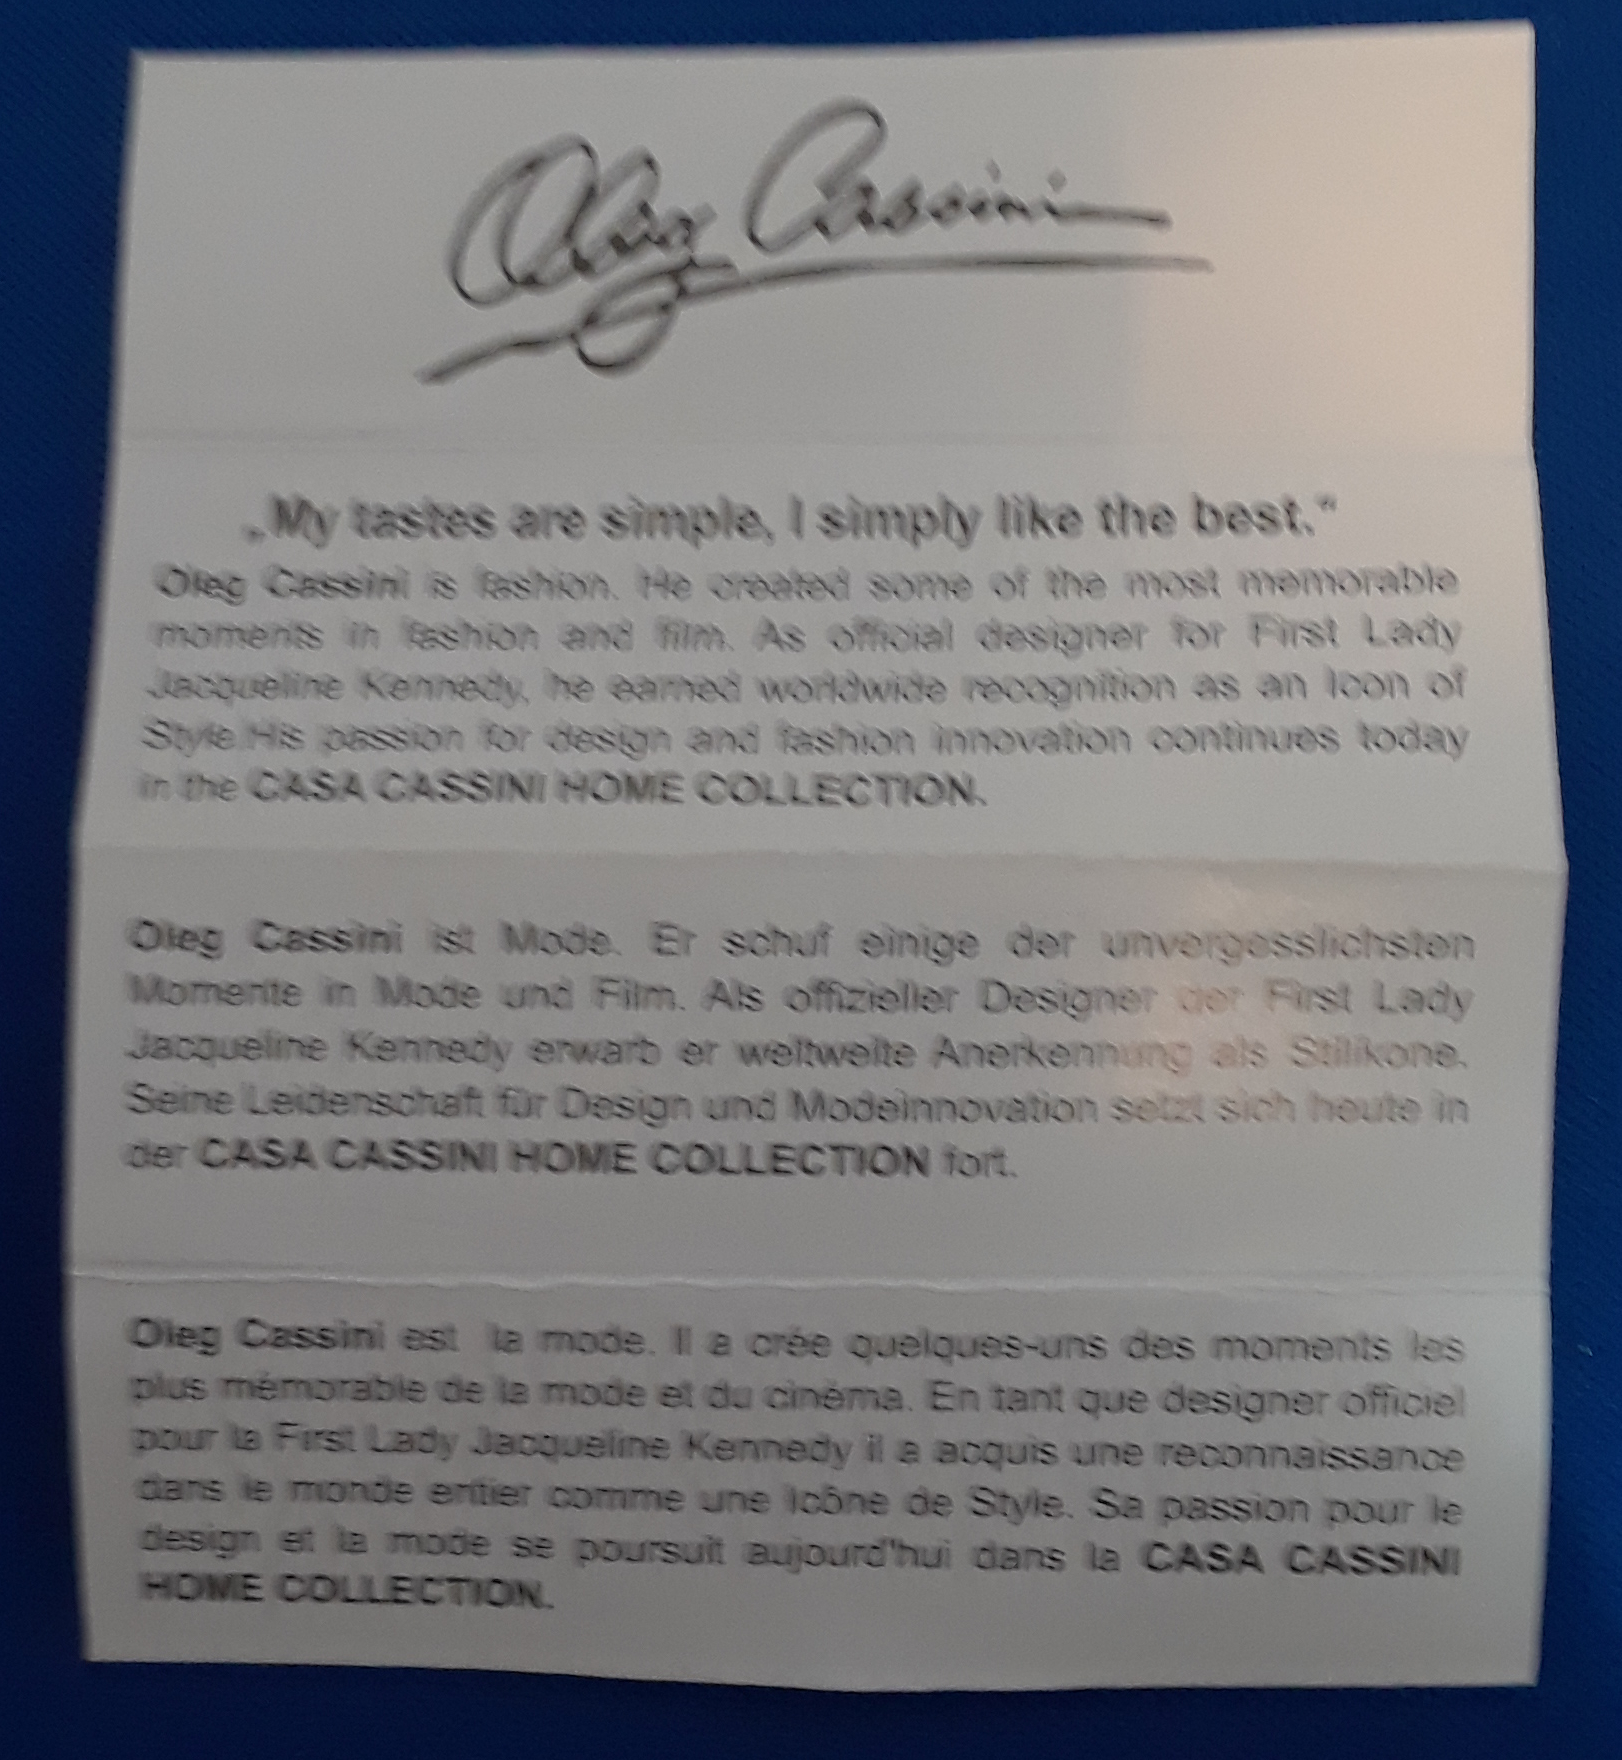 Oleg Cassini
„My tastes are simple, I simply like the best.“
Oleg Cassini is fashion. He created some of the most memorable
moments in fashion and film. As official designer for First Lady
Jacqueline Kennedy, he earned worldwide recognition as an Icon of
Style.His passion for design and fashion innovation continues today
in the CASA CASSINI HOME COLLECTION.
Oleg Cassini ist Mode. Er schuf einige der unvergesslichsten
Momente in Mode und Film. Als offizieller Designer der First Lady
Jacqueline Kennedy erwarb er weltweite Anerkennung als Stilikone.
Seine Leidenschaft für Design und Modeinnovation setzt sich heute in
der CASA CASSINI HOME COLLECTION fort.
Oleg Cassini est la mode. Il a crée quelques-uns des moments les
plus mémorable de la mode et du cinéma. En tant que designer officiel
pour la First Lady Jacqueline Kennedy il a acquis une reconnaissance
dans le monde entier comme une Icône de Style. Sa passion pour le
design et la mode se poursuit aujourd'hui dans la CASA CASSINI
HOME COLLECTION.